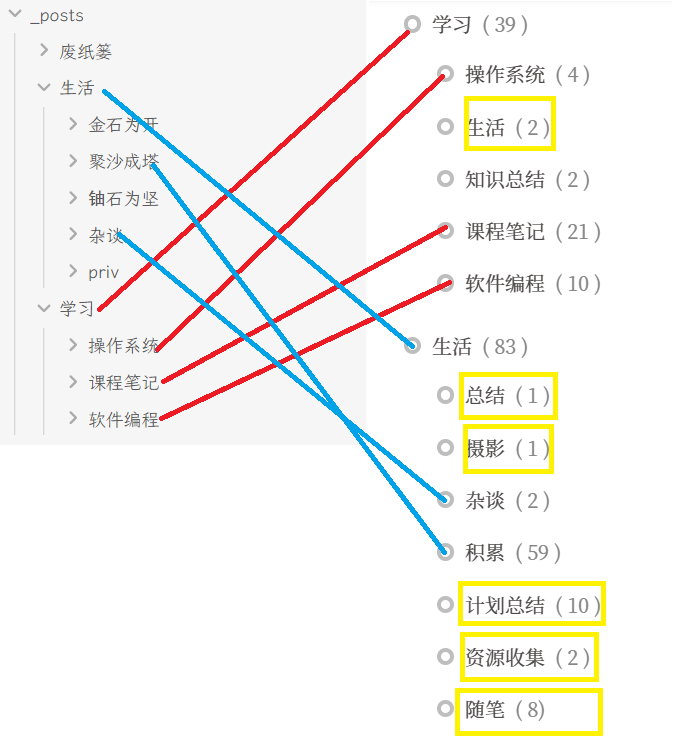 _posts
废纸篓
生活
金石为开
聚沙成塔
铀石为坚
杂谈
priv
学习
操作系统
课程笔记
软件编程
学习 ( 39 )
操作系统 ( 4 )
生活 ( 2 )
知识总结 ( 2 )
课程笔记 ( 21 )
软件编程 ( 10 )
生活 ( 83 )
总结 ( 1 )
摄影 ( 1 )
杂谈 ( 2 )
积累 ( 59 )
计划总结 ( 10 )
资源收集 ( 2 )
随笔 ( 8)